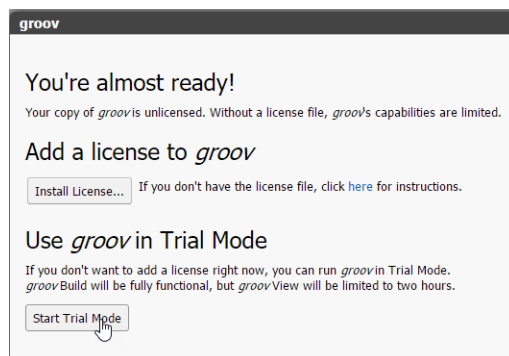 groov
You're almost ready!
Your copy of groov is unlicensed. Without a license file, groov's capabilities are limited.
Add a license to groov
Install License... If you don't have the license file, click here for instructions.
Use groov in Trial Mode
If you don't want to add a license right now, you can run groov in Trial Mode.
groov Build will be fully functional, but groov View will be limited to two hours.
Start Trial Mode